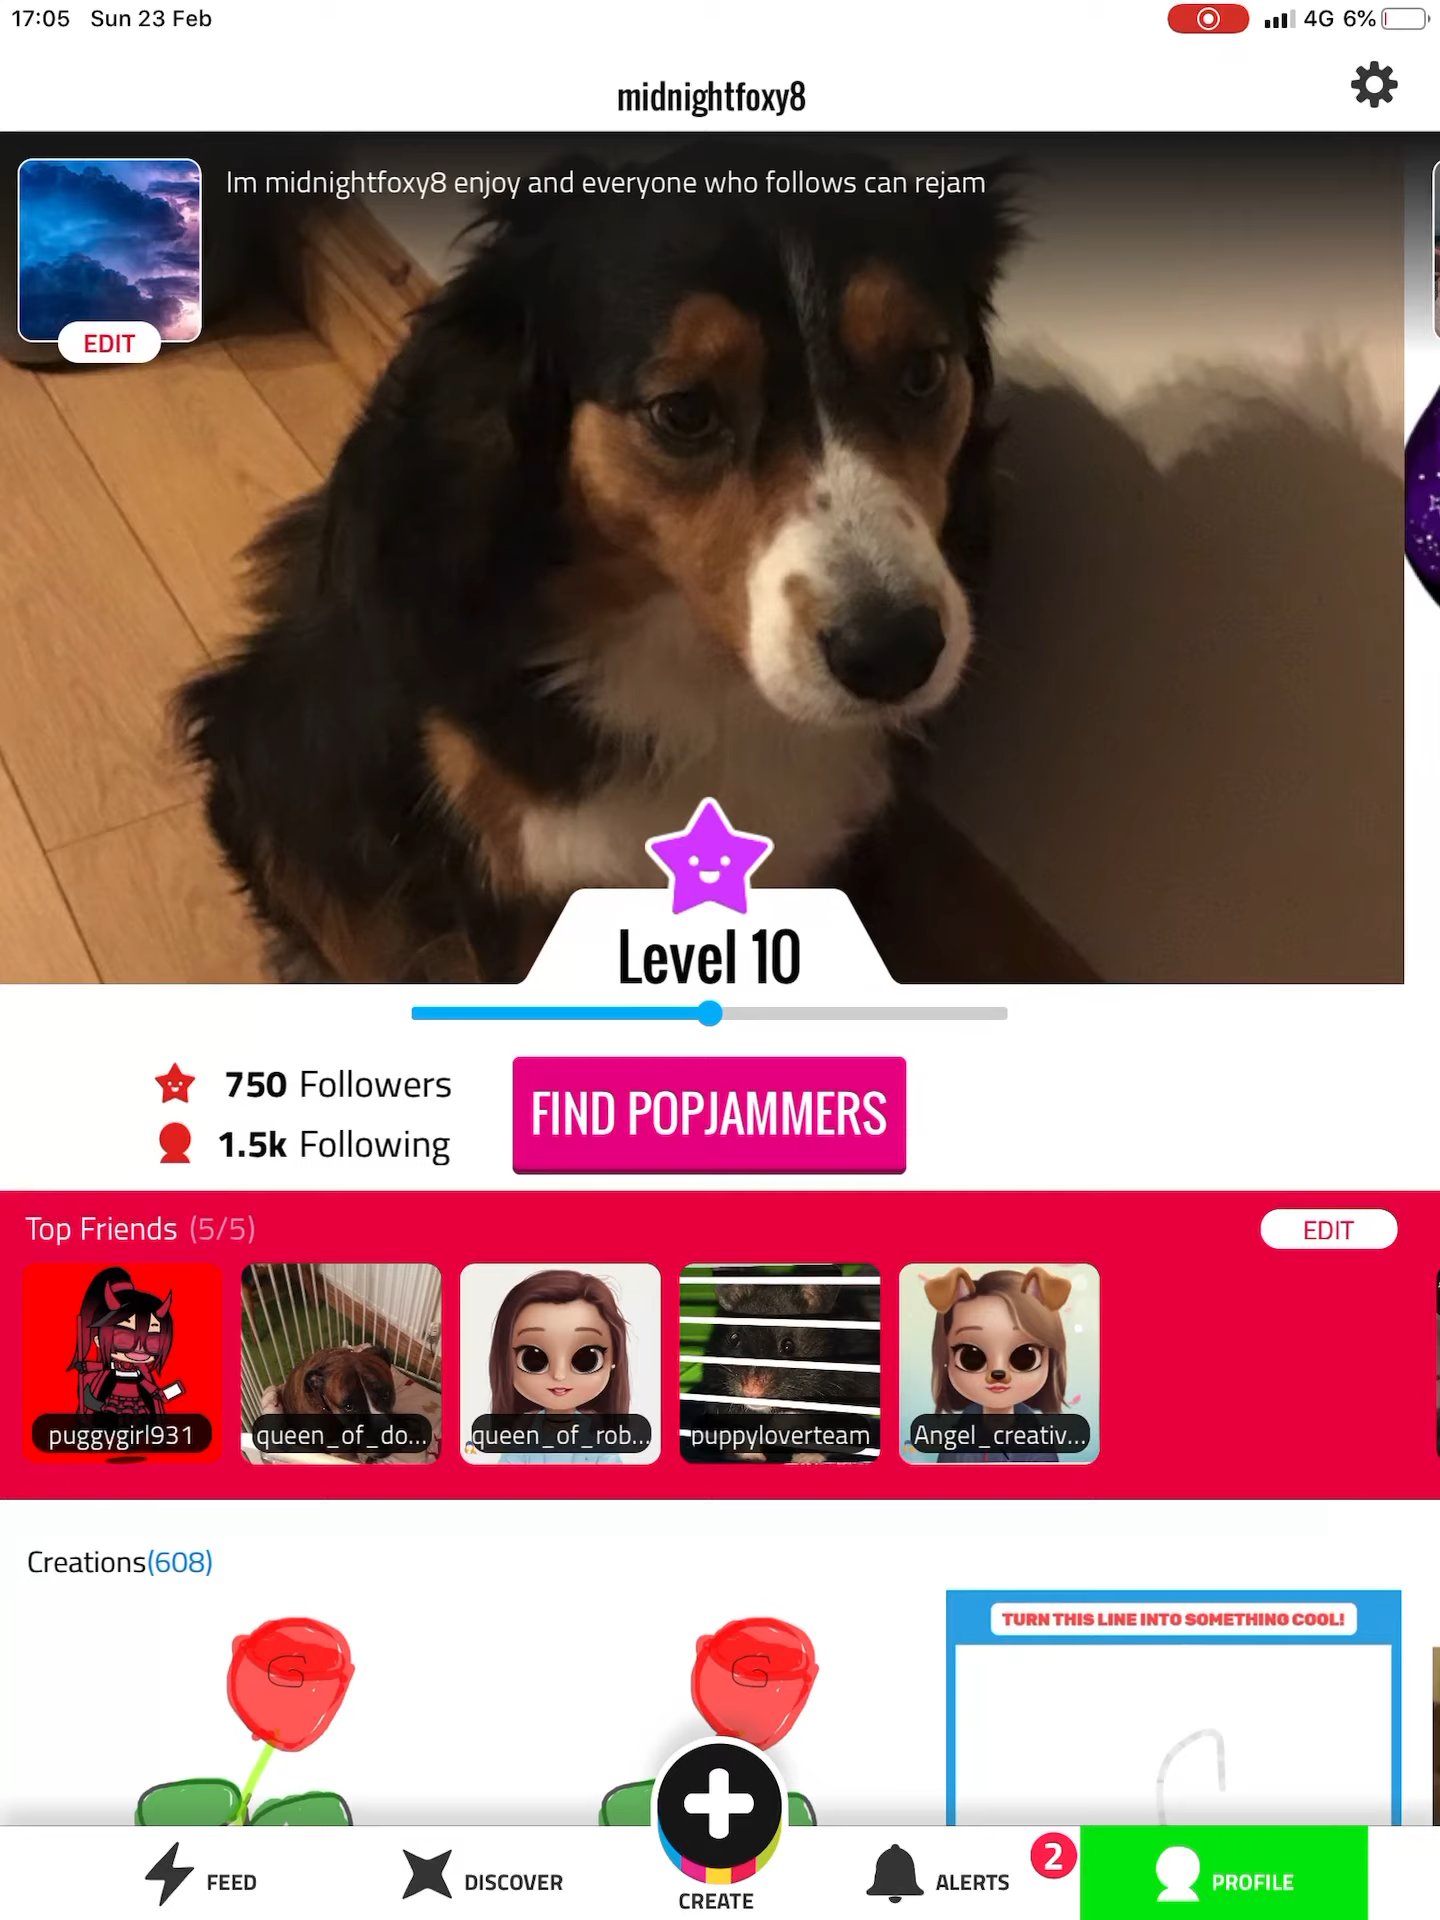 17:05 Sun 23 Feb
4G 6%
midnightfoxy8
Im midnightfoxy8 enjoy and everyone who follows can rejam
EDIT
Level 10
750 Followers
1.5k Following
FIND POPJAMMERS
Top Friends (5/5)
EDIT
puggygirl931
queen_of_do...
queen_of_rob...
puppyloverteam
Angel_creativ...
Creations(608)
TURN THIS LINE INTO SOMETHING COOL!
FEED
DISCOVER
CREATE
ALERTS
2
PROFILE